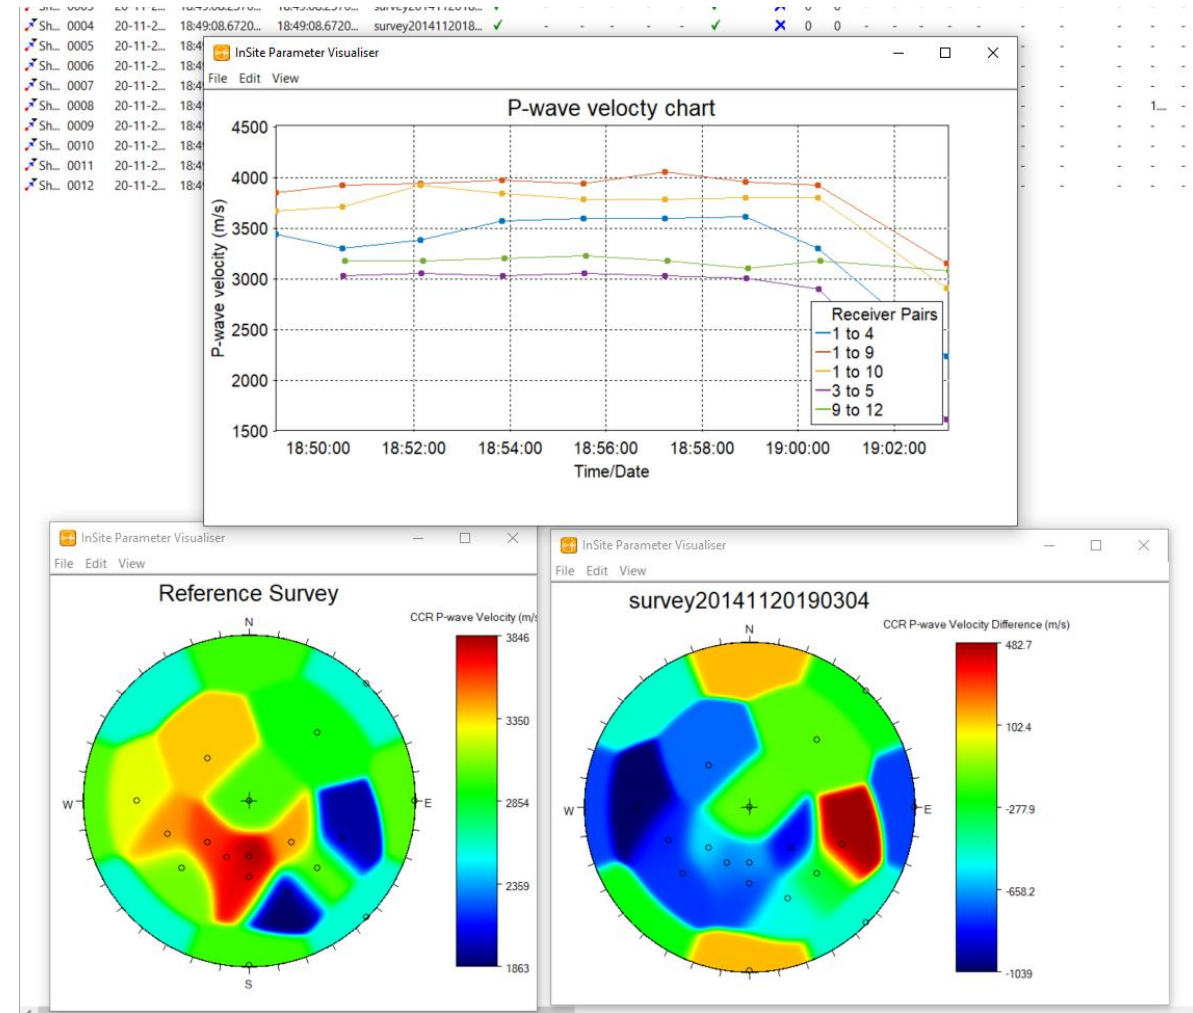 Sh... 0004 20-11-2... 18:49:08.6720... 18:49:08.6720... survey2014112018... ✓ - - - - - ✓ - ✕ 0 0 - - - - - - - - -
Sh... 0005 20-11-2... 18:4
Sh... 0006 20-11-2... 18:4
Sh... 0007 20-11-2... 18:4
Sh... 0008 20-11-2... 18:4 1...
Sh... 0009 20-11-2... 18:4
Sh... 0010 20-11-2... 18:4
Sh... 0011 20-11-2... 18:4
Sh... 0012 20-11-2... 18:4
InSite Parameter Visualiser
File Edit View
P-wave velocty chart
4500
4000
3500
3000
2500
2000
1500
P-wave velocity (m/s)
Receiver Pairs
1 to 4
1 to 9
1 to 10
3 to 5
9 to 12
18:50:00 18:52:00 18:54:00 18:56:00 18:58:00 19:00:00 19:02:00
Time/Date
InSite Parameter Visualiser
File Edit View
Reference Survey
CCR P-wave Velocity (m/s
N
W
E
S
3846
3350
2854
2359
1863
InSite Parameter Visualiser
File Edit View
survey20141120190304
CCR P-wave Velocity Difference (m/s)
N
W
E
482.7
102.4
-277.9
-658.2
-1039